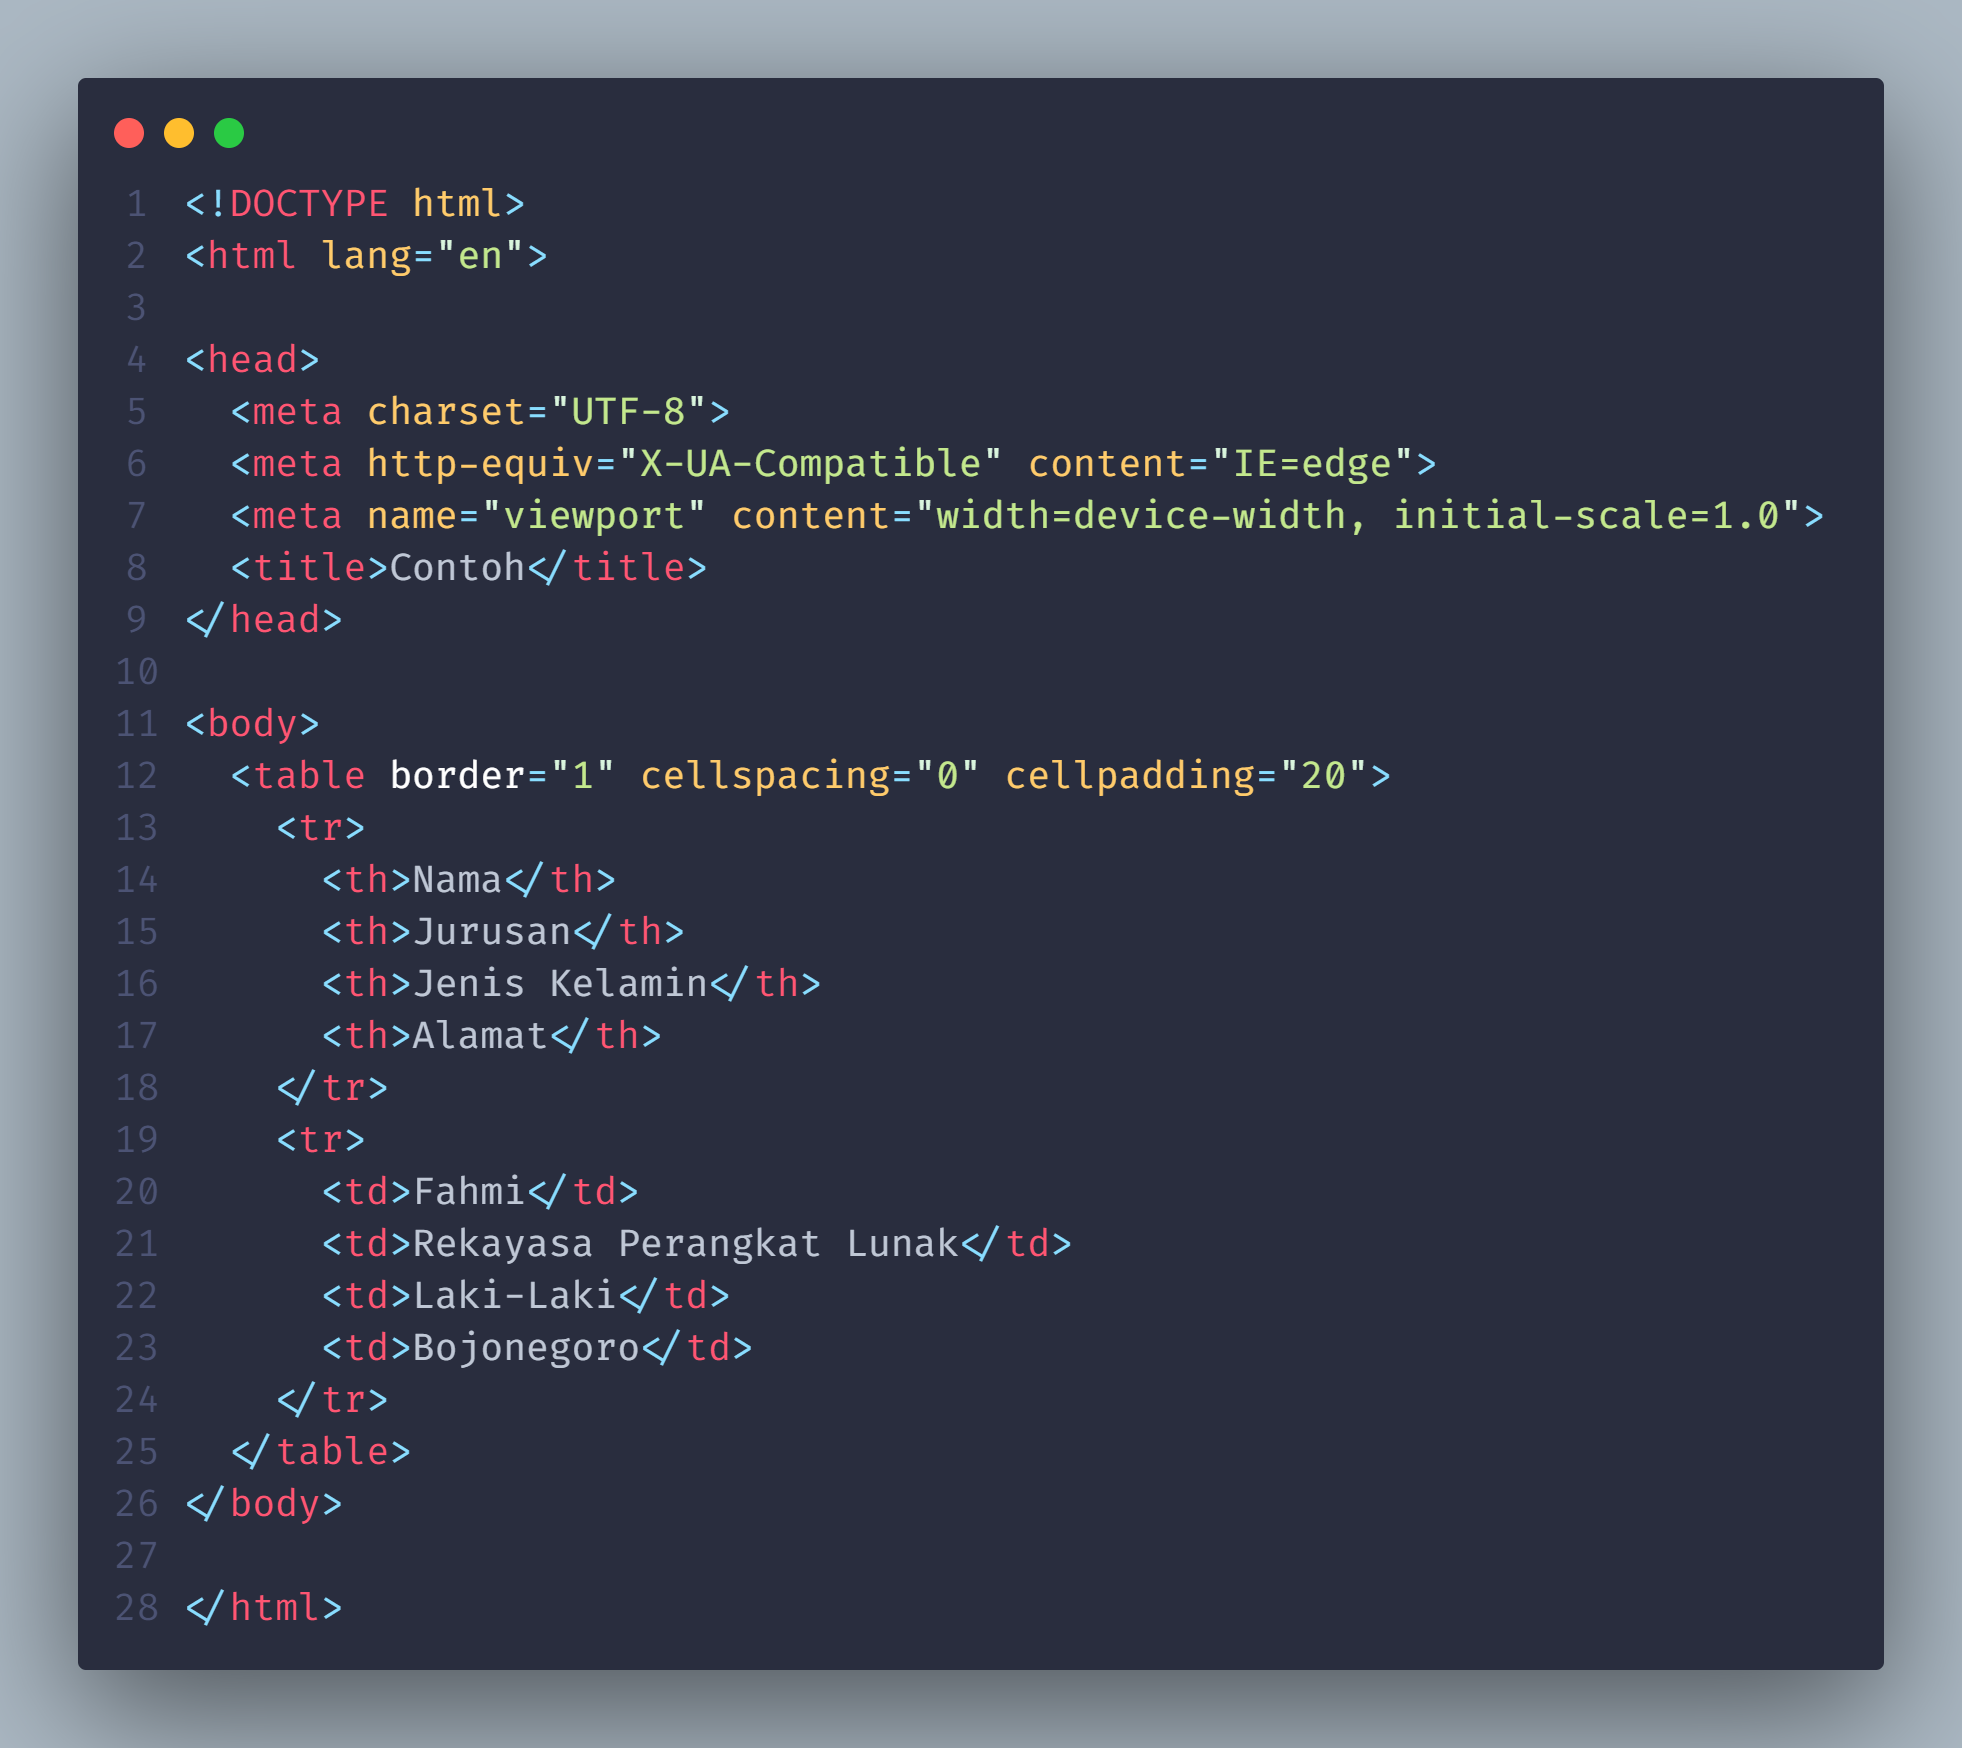 1 <!DOCTYPE html>
2 <html lang="en">
3
4 <head>
5   <meta charset="UTF-8">
6   <meta http-equiv="X-UA-Compatible" content="IE=edge">
7   <meta name="viewport" content="width=device-width, initial-scale=1.0">
8   <title>Contoh</title>
9 </head>
10
11 <body>
12   <table border="1" cellspacing="0" cellpadding="20">
13     <tr>
14       <th>Nama</th>
15       <th>Jurusan</th>
16       <th>Jenis Kelamin</th>
17       <th>Alamat</th>
18     </tr>
19     <tr>
20       <td>Fahmi</td>
21       <td>Rekayasa Perangkat Lunak</td>
22       <td>Laki-Laki</td>
23       <td>Bojonegoro</td>
24     </tr>
25   </table>
26 </body>
27
28 </html>